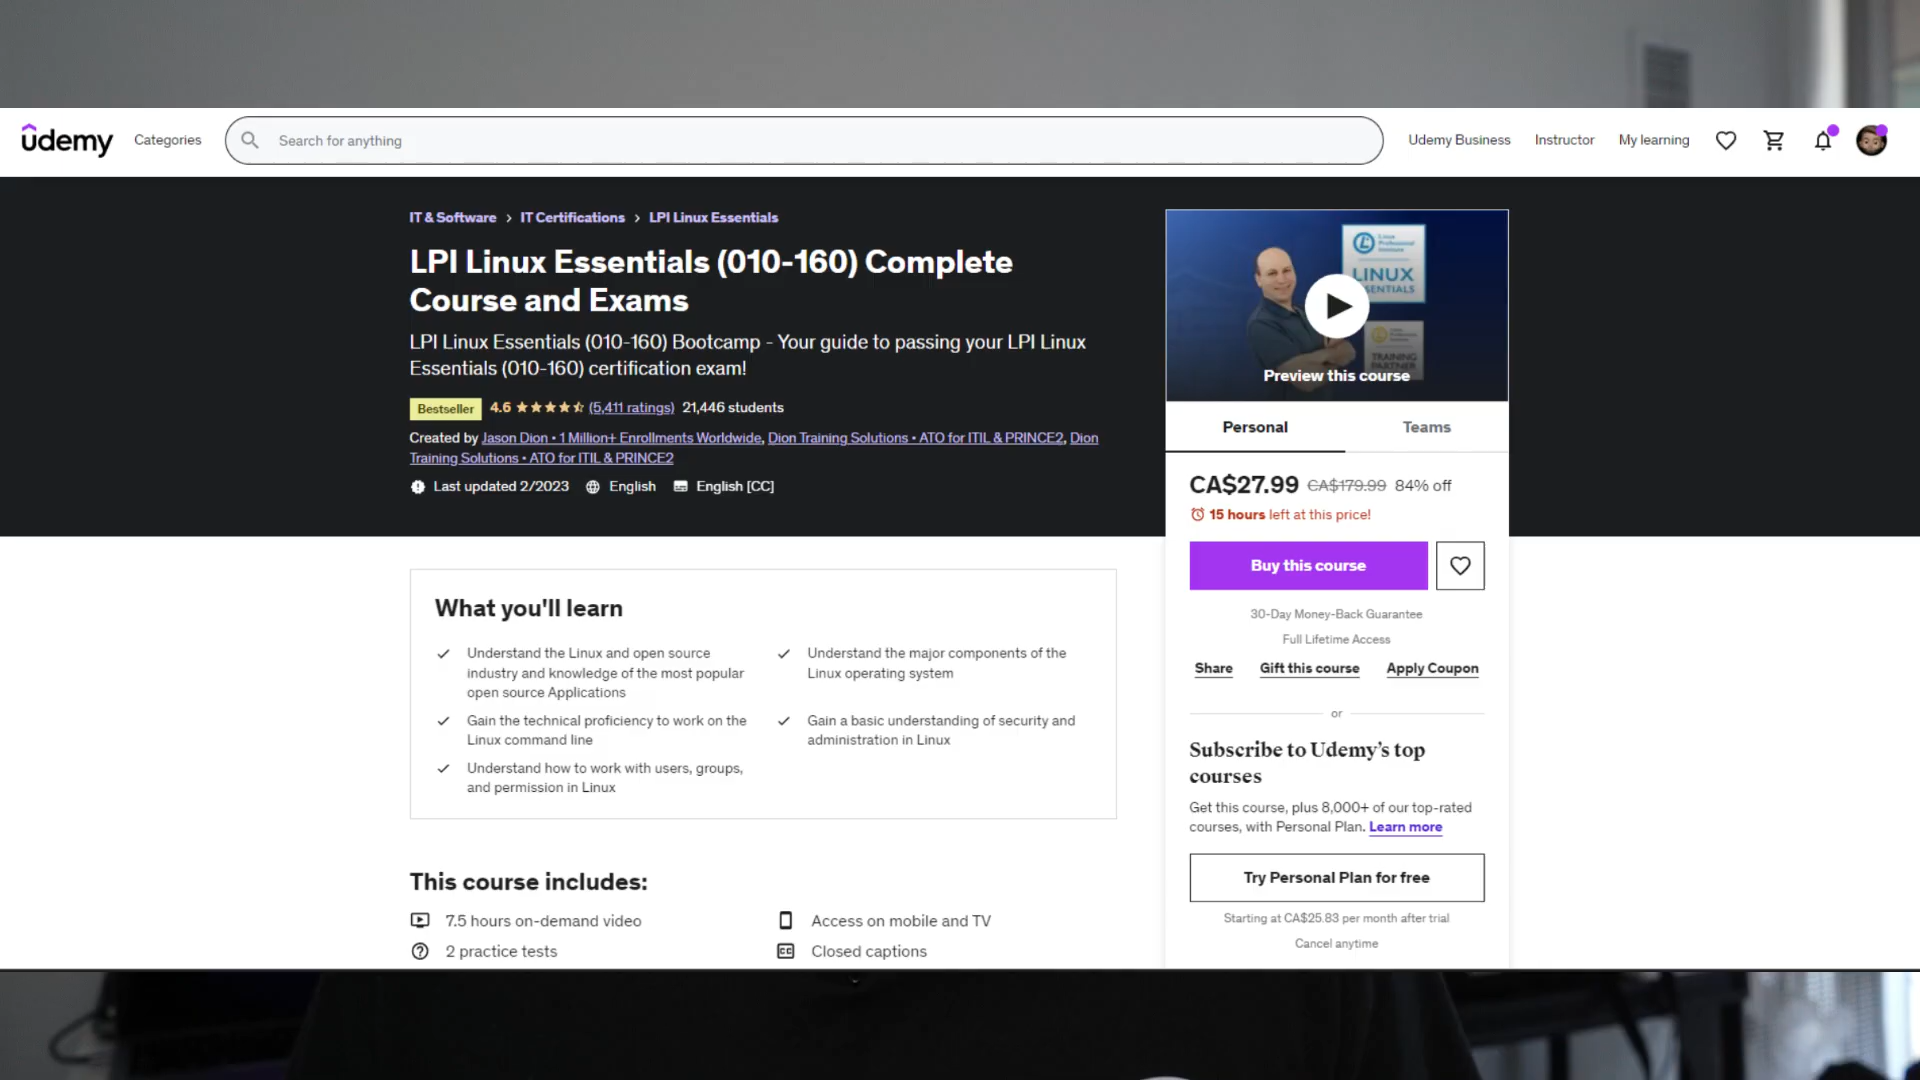 ûdemy
Categories
Search for anything
Udemy Business
Instructor
My learning
IT & Software > IT Certifications > LPI Linux Essentials
LPI Linux Essentials (010-160) Complete
Course and Exams
LPI Linux Essentials (010-160) Bootcamp - Your guide to passing your LPI Linux
Essentials (010-160) certification exam!
Bestseller 4.6 (5,411 ratings) 21,446 students
Created by Jason Dion • 1 Million+ Enrollments Worldwide, Dion Training Solutions • ATO for ITIL & PRINCE2, Dion
Training Solutions • ATO for ITIL & PRINCE2
Last updated 2/2023 English English [CC]
Linux
Professional
Institute
LINUX
ENTIALS
TRAINING
PARTNER
Preview this course
Personal
Teams
CA$27.99 CA$179.99 84% off
15 hours left at this price!
Buy this course
30-Day Money-Back Guarantee
Full Lifetime Access
Share
Gift this course
Apply Coupon
or
Subscribe to Udemy's top
courses
Get this course, plus 8,000+ of our top-rated
courses, with Personal Plan. Learn more
Try Personal Plan for free
Starting at CA$25.83 per month after trial
Cancel anytime
What you'll learn
Understand the Linux and open source
industry and knowledge of the most popular
open source Applications
Understand the major components of the
Linux operating system
Gain the technical proficiency to work on the
Linux command line
Gain a basic understanding of security and
administration in Linux
Understand how to work with users, groups,
and permission in Linux
This course includes:
7.5 hours on-demand video
Access on mobile and TV
2 practice tests
Closed captions